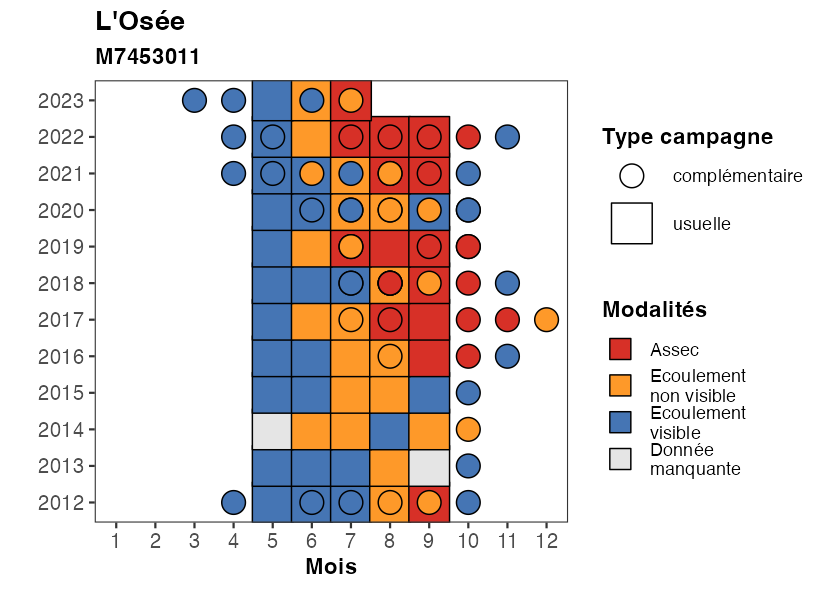 L'Osée
M7453011
2023
2022
2021
2020
2019
2018
2017
2016
2015
2014
2013
2012
1 2 3 4 5 6 7 8 9 10 11 12
Mois
Type campagne
complémentaire
usuelle
Modalités
Assec
Ecoulement
non visible
Ecoulement
visible
Donnée
manquante